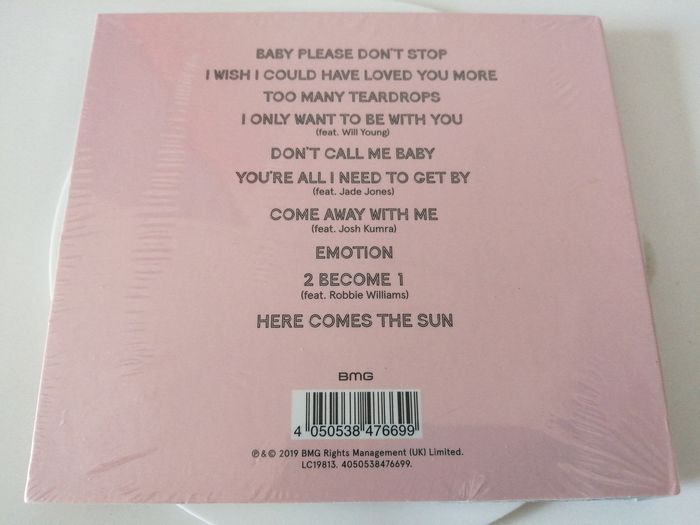 BABY PLEASE DON'T STOP
I WISH I COULD HAVE LOVED YOU MORE
TOO MANY TEARDROPS
I ONLY WANT TO BE WITH YOU
(feat. Will Young)
DON'T CALL ME BABY
YOU'RE ALL I NEED TO GET BY
(feat. Jade Jones)
COME AWAY WITH ME
(feat. Josh Kumra)
EMOTION
2 BECOME 1
(feat. Robbie Williams)
HERE COMES THE SUN
BMG
4 050538 476699
℗ & © 2019 BMG Rights Management (UK) Limited.
LC19813. 4050538476699.